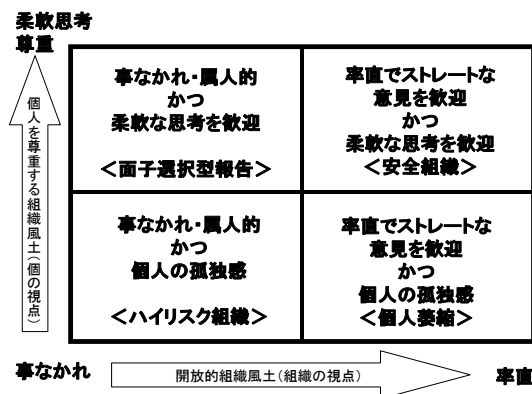 柔軟思考
尊重
個人を尊重する組織風土(個の視点)
事なかれ・属人的
かつ
柔軟な思考を歓迎
＜面子選択型報告＞
率直でストレートな
意見を歓迎
かつ
柔軟な思考を歓迎
＜安全組織＞
事なかれ・属人的
かつ
個人の孤独感
＜ハイリスク組織＞
率直でストレートな
意見を歓迎
かつ
個人の孤独感
＜個人萎縮＞
事なかれ
開放的組織風土(組織の視点)
率直